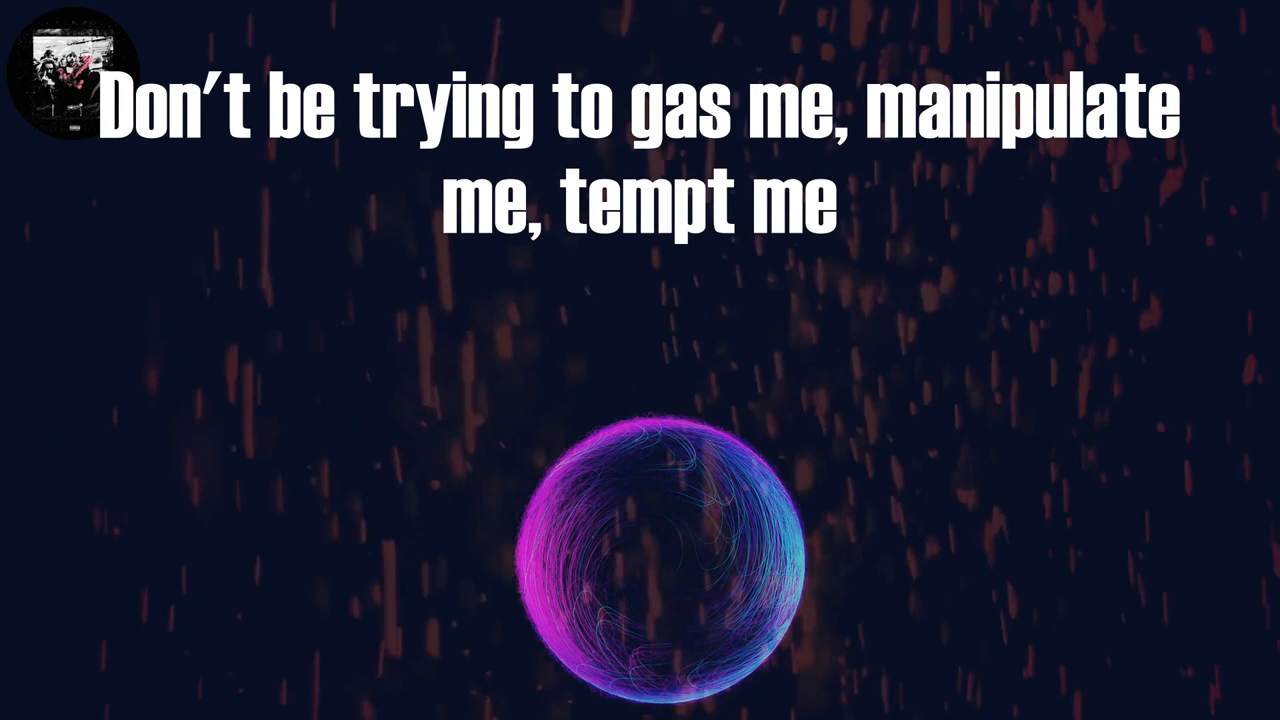 Don't be trying to gas me, manipulate
me, tempt me